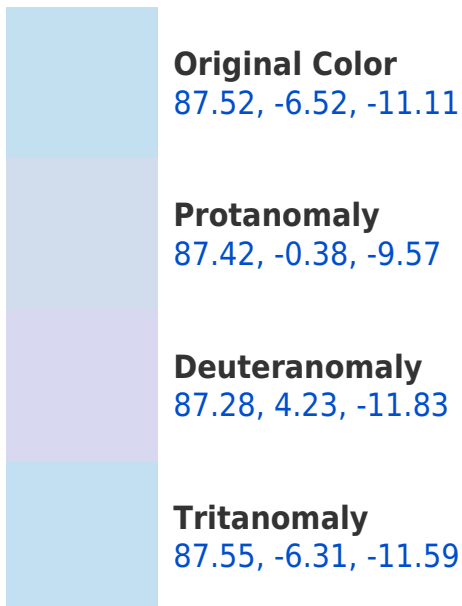 Original Color
87.52, -6.52, -11.11
Protanomaly
87.42, -0.38, -9.57
Deuteranomaly
87.28, 4.23, -11.83
Tritanomaly
87.55, -6.31, -11.59